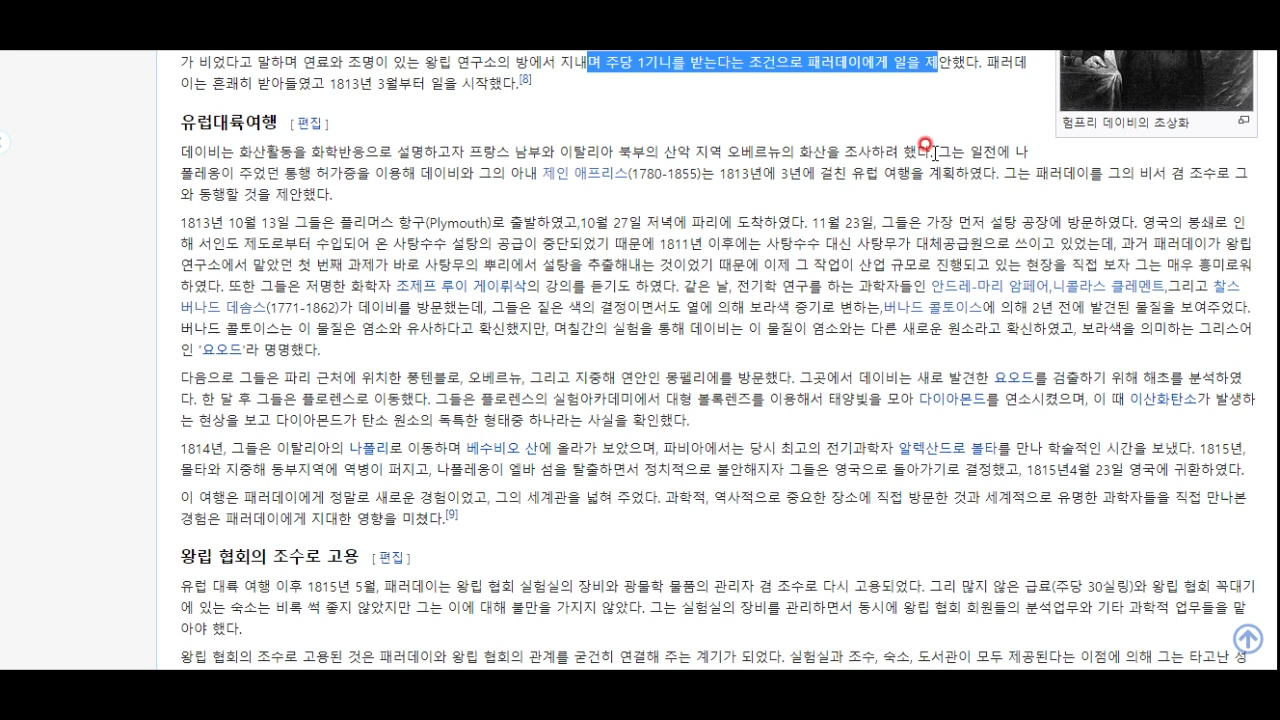 가 비었다고 말하며 연료와 조명이 있는 왕립 연구소의 방에서 지내며 주당 1기니를 받는다는 조건으로 패러데이에게 일을 제안했다. 패러데
이는 흔쾌히 받아들였고 1813년 3월부터 일을 시작했다.[8]
험프리 데이비의 초상화
유럽대륙여행 [편집]
데이비는 화산활동을 화학반응으로 설명하고자 프랑스 남부와 이탈리아 북부의 산악 지역 오베르뉴의 화산을 조사하려 했다. 그는 일전에 나
폴레옹이 주었던 통행 허가증을 이용해 데이비와 그의 아내 제인 애프리스(1780-1855)는 1813년에 3년에 걸친 유럽 여행을 계획하였다. 그는 패러데이를 그의 비서 겸 조수로 그
와 동행할 것을 제안했다.
1813년 10월 13일 그들은 플리머스 항구(Plymouth)로 출발하였고,10월 27일 저녁에 파리에 도착하였다. 11월 23일, 그들은 가장 먼저 설탕 공장에 방문하였다. 영국의 봉쇄로 인
해 서인도 제도로부터 수입되어 온 사탕수수 설탕의 공급이 중단되었기 때문에 1811년 이후에는 사탕수수 대신 사탕무가 대체공급원으로 쓰이고 있었는데, 과거 패러데이가 왕립
연구소에서 맡았던 첫 번째 과제가 바로 사탕무의 뿌리에서 설탕을 추출해내는 것이었기 때문에 이제 그 작업이 산업 규모로 진행되고 있는 현장을 직접 보자 그는 매우 흥미로워
하였다. 또한 그들은 저명한 화학자 조제프 루이 게이뤼삭의 강의를 듣기도 하였다. 같은 날, 전기학 연구를 하는 과학자들인 안드레-마리 암페어,니콜라스 클레멘트,그리고 찰스
버나드 데솜스(1771-1862)가 데이비를 방문했는데, 그들은 짙은 색의 결정이면서도 열에 의해 보라색 증기로 변하는,버나드 콜토이스에 의해 2년 전에 발견된 물질을 보여주었다.
버나드 콜토이스는 이 물질은 염소와 유사하다고 확신했지만, 며칠간의 실험을 통해 데이비는 이 물질이 염소와는 다른 새로운 원소라고 확신하였고, 보라색을 의미하는 그리스어
인 '요오드'라 명명했다.
다음으로 그들은 파리 근처에 위치한 퐁텐블로, 오베르뉴, 그리고 지중해 연안인 몽펠리에를 방문했다. 그곳에서 데이비는 새로 발견한 요오드를 검출하기 위해 해초를 분석하였
다. 한 달 후 그들은 플로렌스로 이동했다. 그들은 플로렌스의 실험아카데미에서 대형 볼록렌즈를 이용해서 태양빛을 모아 다이아몬드를 연소시켰으며, 이 때 이산화탄소가 발생하
는 현상을 보고 다이아몬드가 탄소 원소의 독특한 형태중 하나라는 사실을 확인했다.
1814년, 그들은 이탈리아의 나폴리로 이동하며 베수비오 산에 올라가 보았으며, 파비아에서는 당시 최고의 전기과학자 알렉산드로 볼타를 만나 학술적인 시간을 보냈다. 1815년,
몰타와 지중해 동부지역에 역병이 퍼지고, 나폴레옹이 엘바 섬을 탈출하면서 정치적으로 불안해지자 그들은 영국으로 돌아가기로 결정했고, 1815년4월 23일 영국에 귀환하였다.
이 여행은 패러데이에게 정말로 새로운 경험이었고, 그의 세계관을 넓혀 주었다. 과학적, 역사적으로 중요한 장소에 직접 방문한 것과 세계적으로 유명한 과학자들을 직접 만나본
경험은 패러데이에게 지대한 영향을 미쳤다.[9]
왕립 협회의 조수로 고용 [편집]
유럽 대륙 여행 이후 1815년 5월, 패러데이는 왕립 협회 실험실의 장비와 광물학 물품의 관리자 겸 조수로 다시 고용되었다. 그리 많지 않은 급료(주당 30실링)와 왕립 협회 꼭대기
에 있는 숙소는 비록 썩 좋지 않았지만 그는 이에 대해 불만을 가지지 않았다. 그는 실험실의 장비를 관리하면서 동시에 왕립 협회 회원들의 분석업무와 기타 과학적 업무들을 맡
아야 했다.
왕립 협회의 조수로 고용된 것은 패러데이와 왕립 협회의 관계를 굳건히 연결해 주는 계기가 되었다. 실험실과 조수, 숙소, 도서관이 모두 제공된다는 이점에 의해 그는 타고난 성